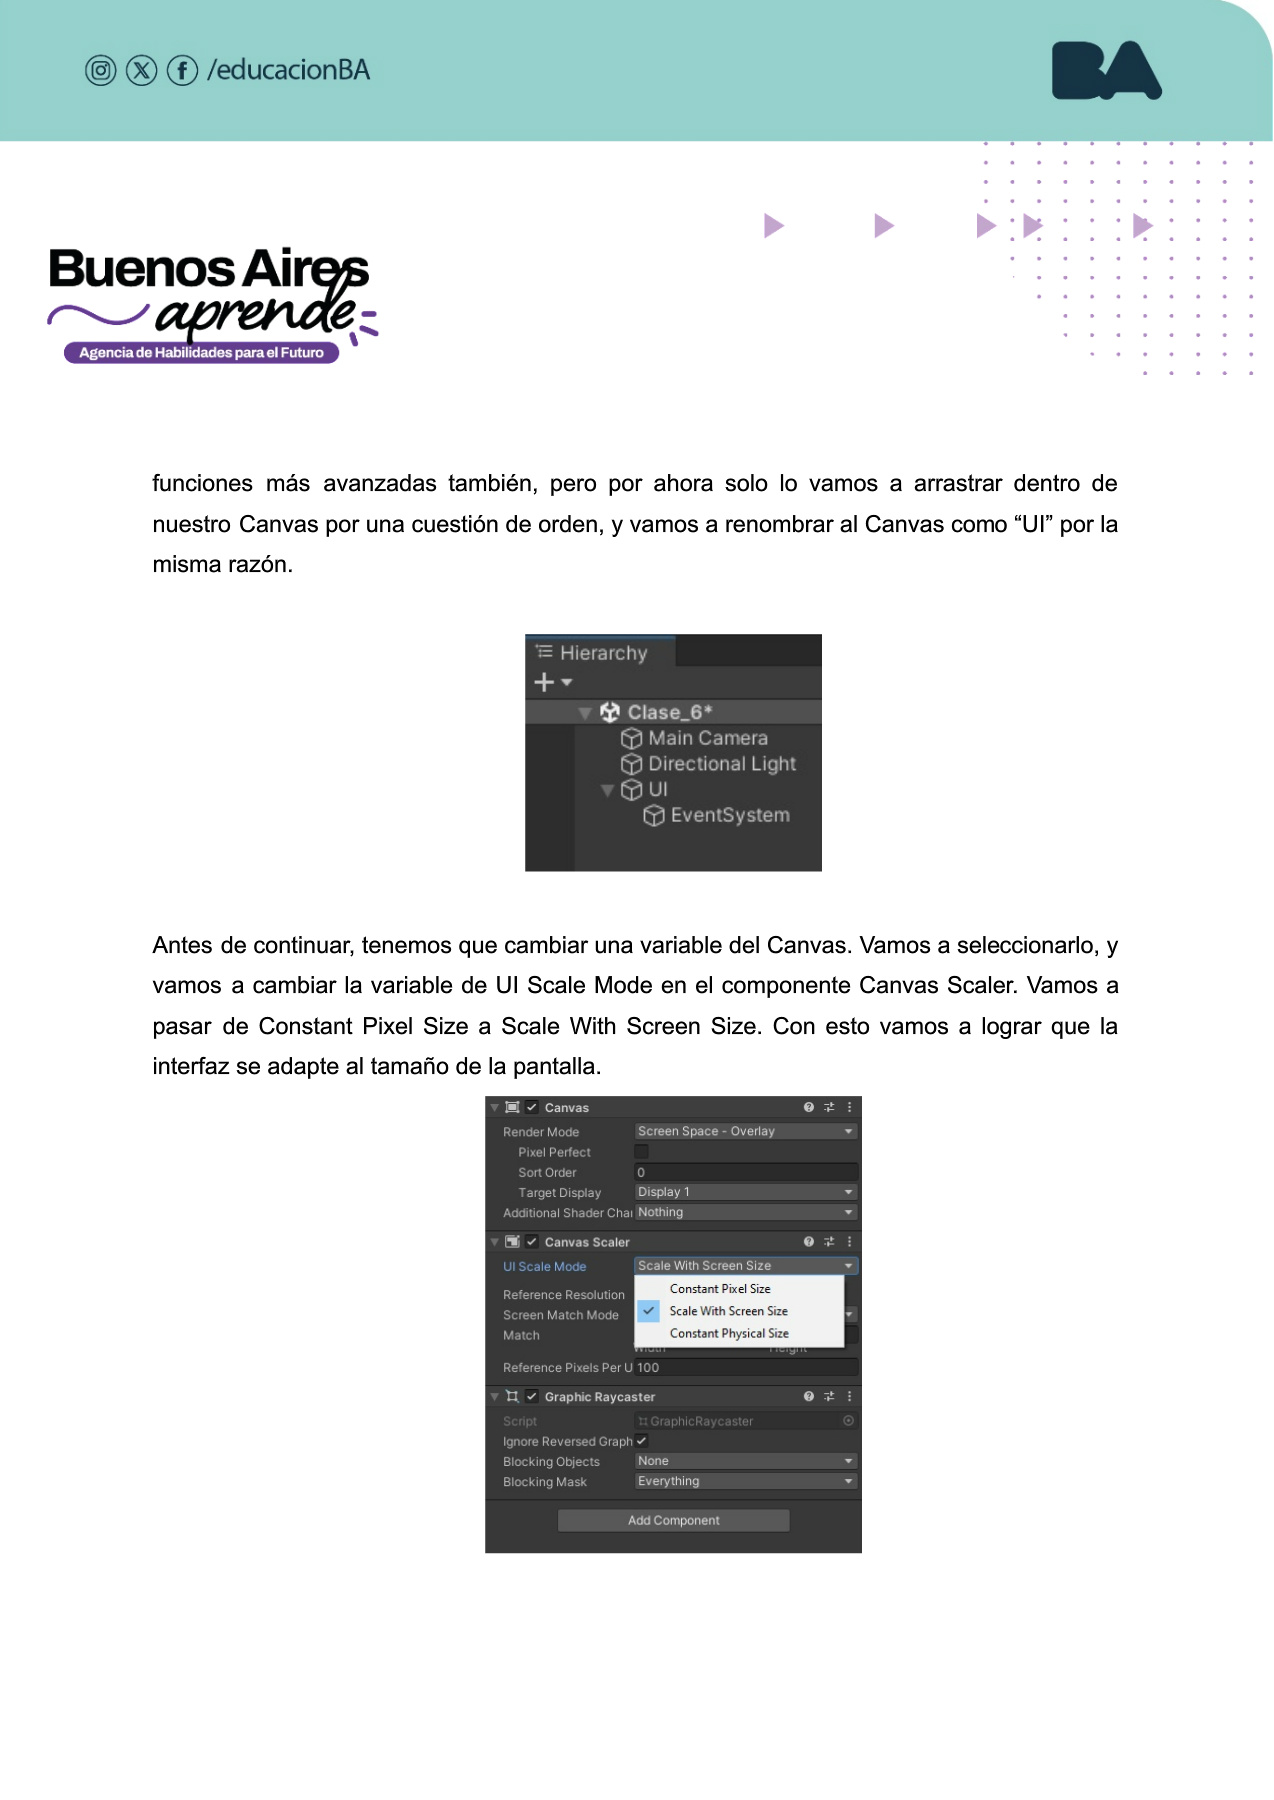 /educacionBA
BA
Buenos Aires
aprende
Agencia de Habilidades para el Futuro
funciones más avanzadas también, pero por ahora solo lo vamos a arrastrar dentro de
nuestro Canvas por una cuestión de orden, y vamos a renombrar al Canvas como “UI” por la
misma razón.
Hierarchy
Clase_6*
Main Camera
Directional Light
UI
EventSystem
Antes de continuar, tenemos que cambiar una variable del Canvas. Vamos a seleccionarlo, y
vamos a cambiar la variable de UI Scale Mode en el componente Canvas Scaler. Vamos a
pasar de Constant Pixel Size a Scale With Screen Size. Con esto vamos a lograr que la
interfaz se adapte al tamaño de la pantalla.
Canvas
Render Mode Screen Space - Overlay
Pixel Perfect
Sort Order 0
Target Display Display 1
Additional Shader Chai Nothing
Canvas Scaler
UI Scale Mode Scale With Screen Size
Constant Pixel Size
Reference Resolution
Scale With Screen Size
Screen Match Mode
Constant Physical Size
Match
Width Height
Reference Pixels Per U 100
Graphic Raycaster
Script GraphicRaycaster
Ignore Reversed Graph
Blocking Objects None
Blocking Mask Everything
Add Component